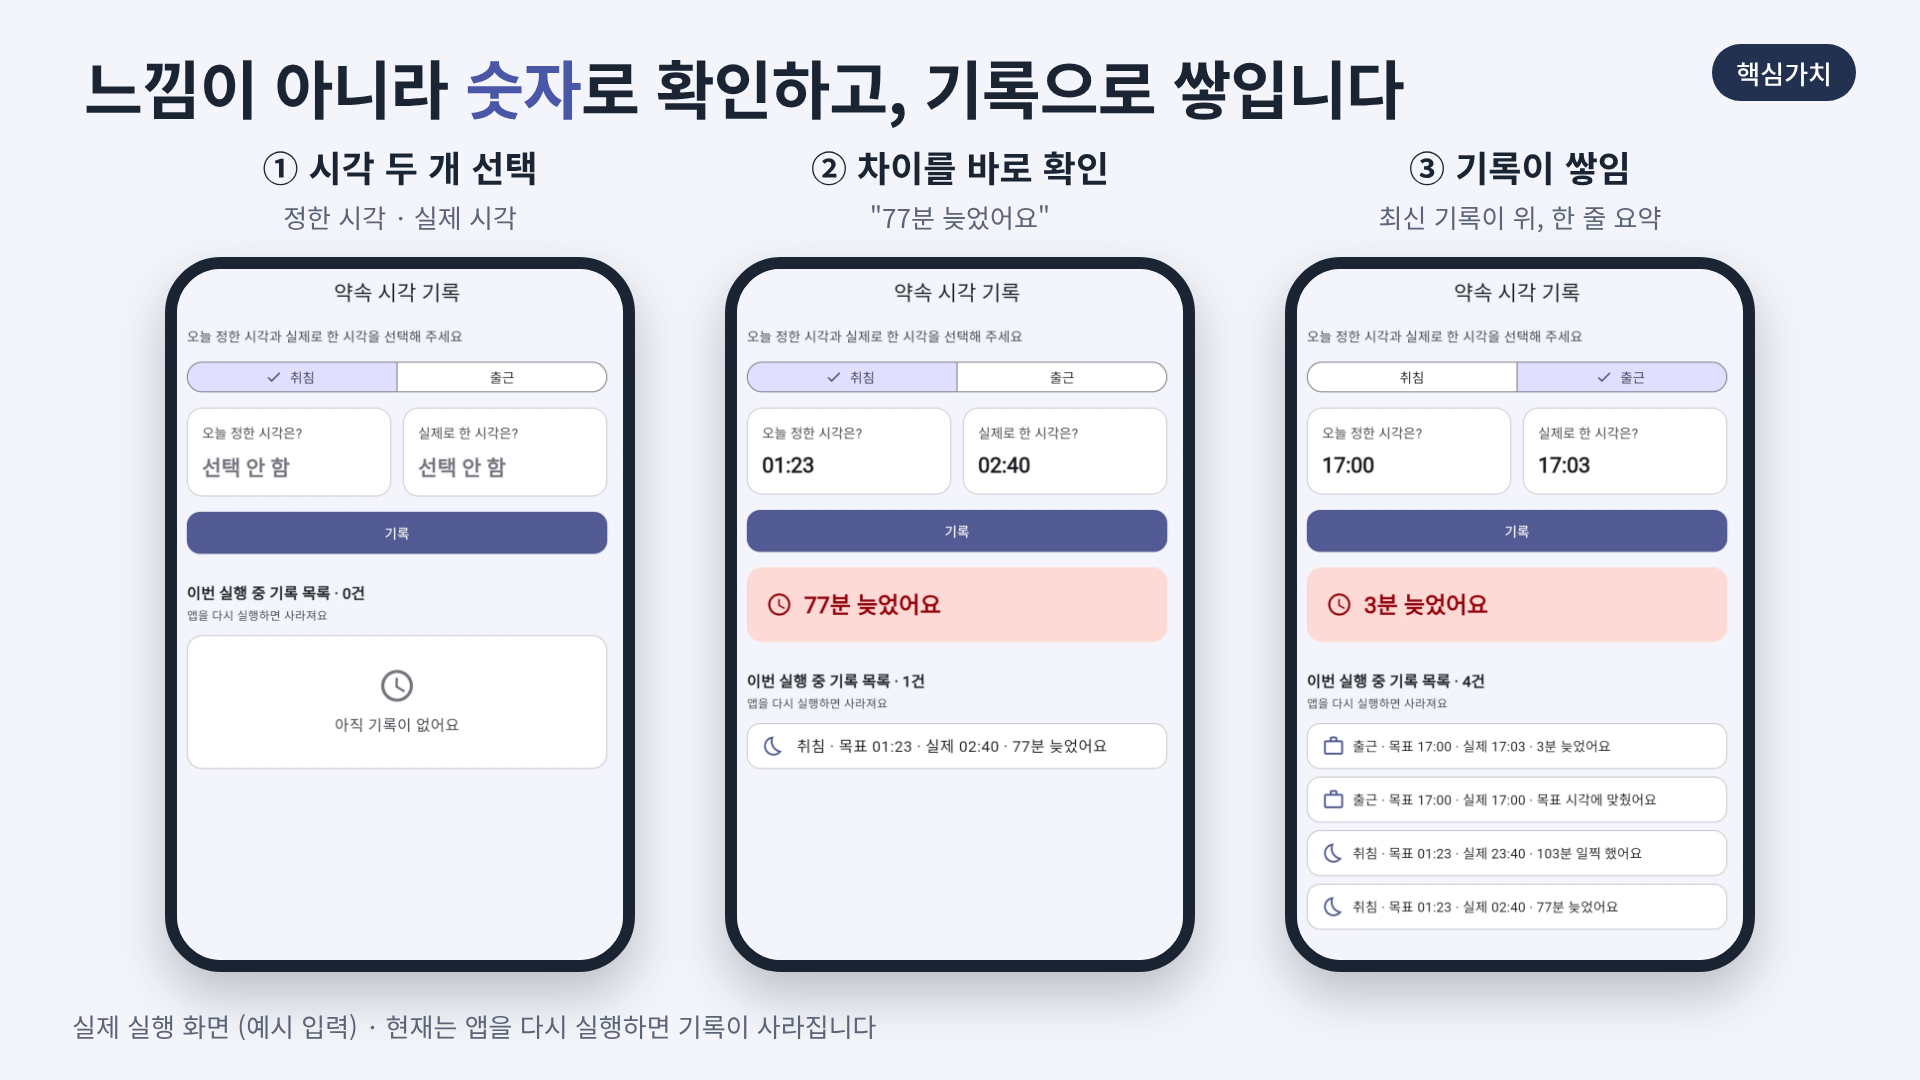 느낌이 아니라 숫자로 확인하고, 기록으로 쌓입니다
핵심가치
① 시각 두 개 선택
정한 시각 · 실제 시각
약속 시각 기록
오늘 정한 시각과 실제로 한 시각을 선택해 주세요
취침 출근
오늘 정한 시각은? 실제로 한 시각은?
선택 안 함 선택 안 함
기록
이번 실행 중 기록 목록 · 0건
앱을 다시 실행하면 사라져요
아직 기록이 없어요
② 차이를 바로 확인
"77분 늦었어요"
약속 시각 기록
오늘 정한 시각과 실제로 한 시각을 선택해 주세요
취침 출근
오늘 정한 시각은? 실제로 한 시각은?
01:23 02:40
기록
77분 늦었어요
이번 실행 중 기록 목록 · 1건
앱을 다시 실행하면 사라져요
취침 · 목표 01:23 · 실제 02:40 · 77분 늦었어요
③ 기록이 쌓임
최신 기록이 위, 한 줄 요약
약속 시각 기록
오늘 정한 시각과 실제로 한 시각을 선택해 주세요
취침 출근
오늘 정한 시각은? 실제로 한 시각은?
17:00 17:03
기록
3분 늦었어요
이번 실행 중 기록 목록 · 4건
앱을 다시 실행하면 사라져요
출근 · 목표 17:00 · 실제 17:03 · 3분 늦었어요
출근 · 목표 17:00 · 실제 17:00 · 목표 시각에 맞췄어요
취침 · 목표 01:23 · 실제 23:40 · 103분 일찍 했어요
취침 · 목표 01:23 · 실제 02:40 · 77분 늦었어요
실제 실행 화면 (예시 입력) · 현재는 앱을 다시 실행하면 기록이 사라집니다